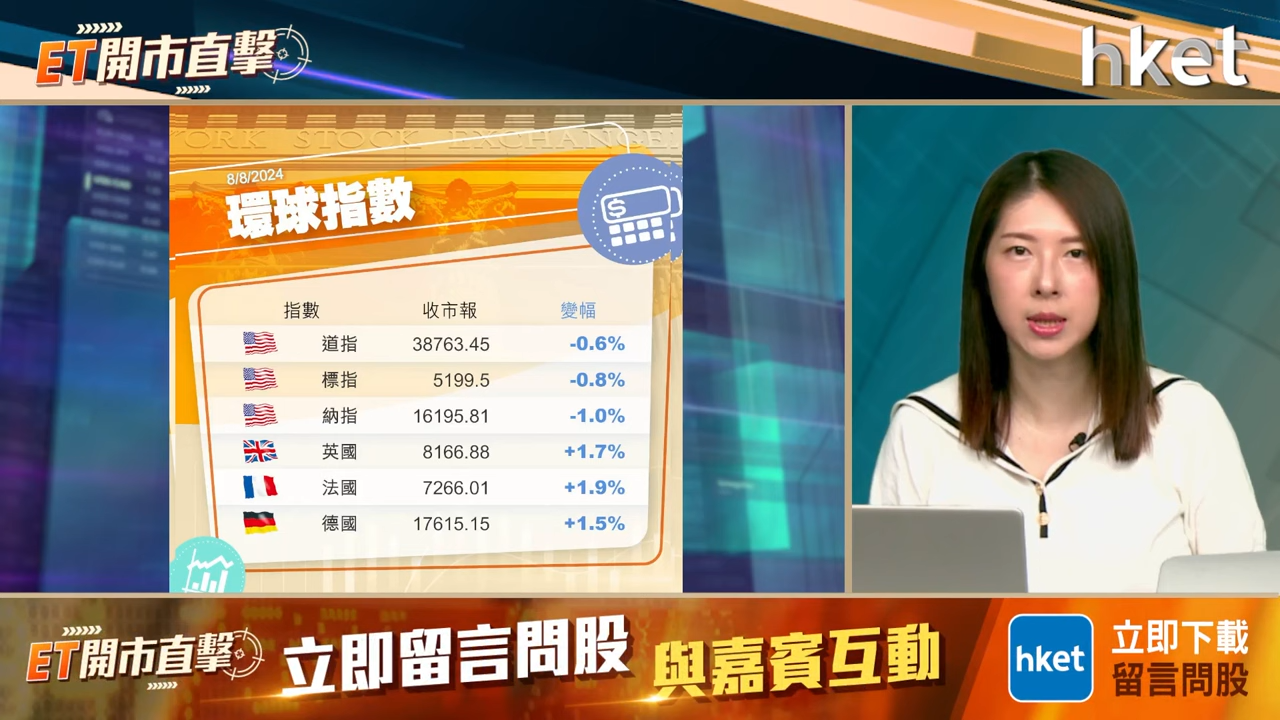 ET開市直擊
hket
YORK STOCK EXCHANGE
8/8/2024
環球指數
$
指數 收市報 變幅
道指 38763.45 -0.6%
標指 5199.5 -0.8%
納指 16195.81 -1.0%
英國 8166.88 +1.7%
法國 7266.01 +1.9%
德國 17615.15 +1.5%
ET開市直擊
立即留言問股
與嘉賓互動
hket
立即下載
留言問股